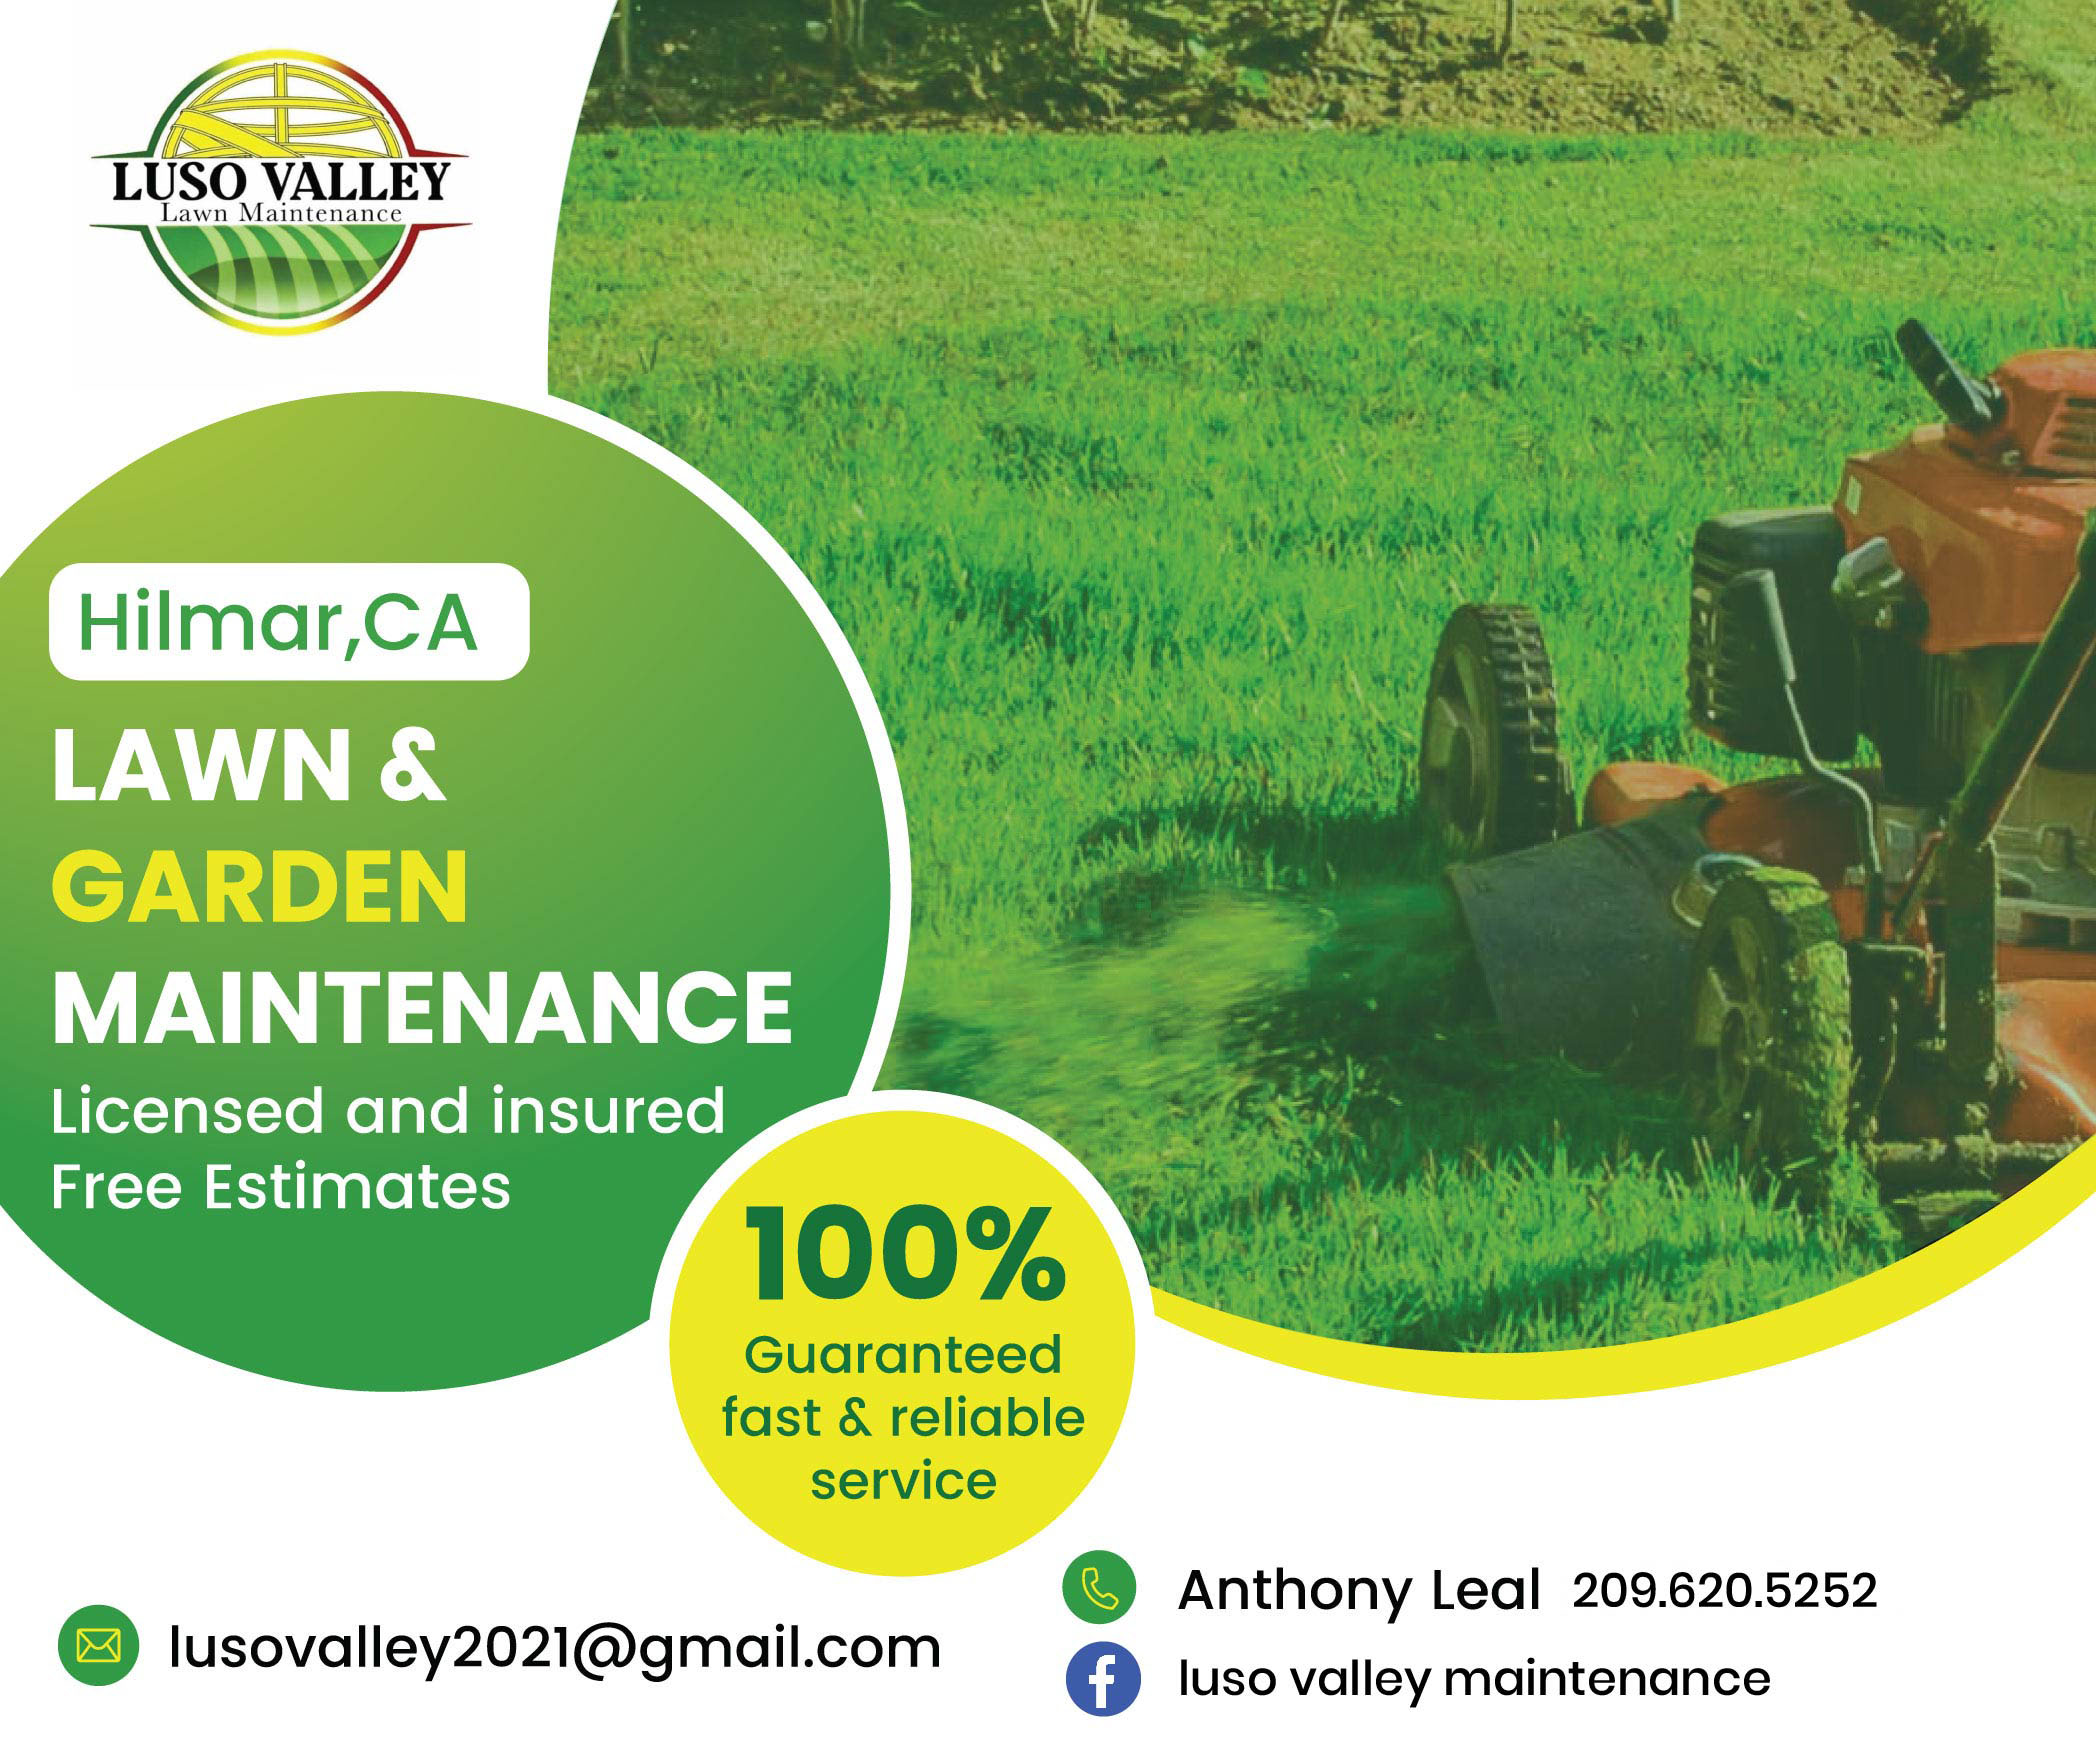 LUSO VALLEY
Lawn Maintenance
Hilmar,CA
LAWN &
GARDEN
MAINTENANCE
Licensed and insured
Free Estimates
100%
Guaranteed
fast & reliable
service
lusovalley2021@gmail.com
Anthony Leal 209.620.5252
luso valley maintenance